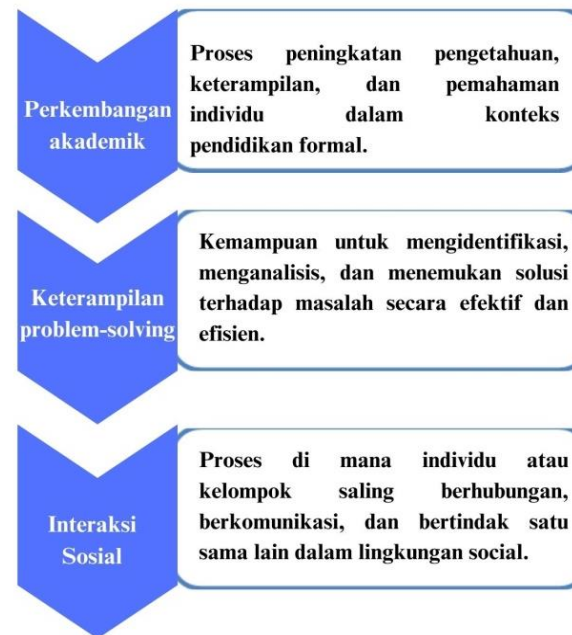 Perkembangan
akademik
Proses peningkatan pengetahuan,
keterampilan, dan pemahaman
individu dalam konteks
pendidikan formal.
Keterampilan
problem-solving
Kemampuan untuk mengidentifikasi,
menganalisis, dan menemukan solusi
terhadap masalah secara efektif dan
efisien.
Interaksi
Sosial
Proses di mana individu atau
kelompok saling berhubungan,
berkomunikasi, dan bertindak satu
sama lain dalam lingkungan social.